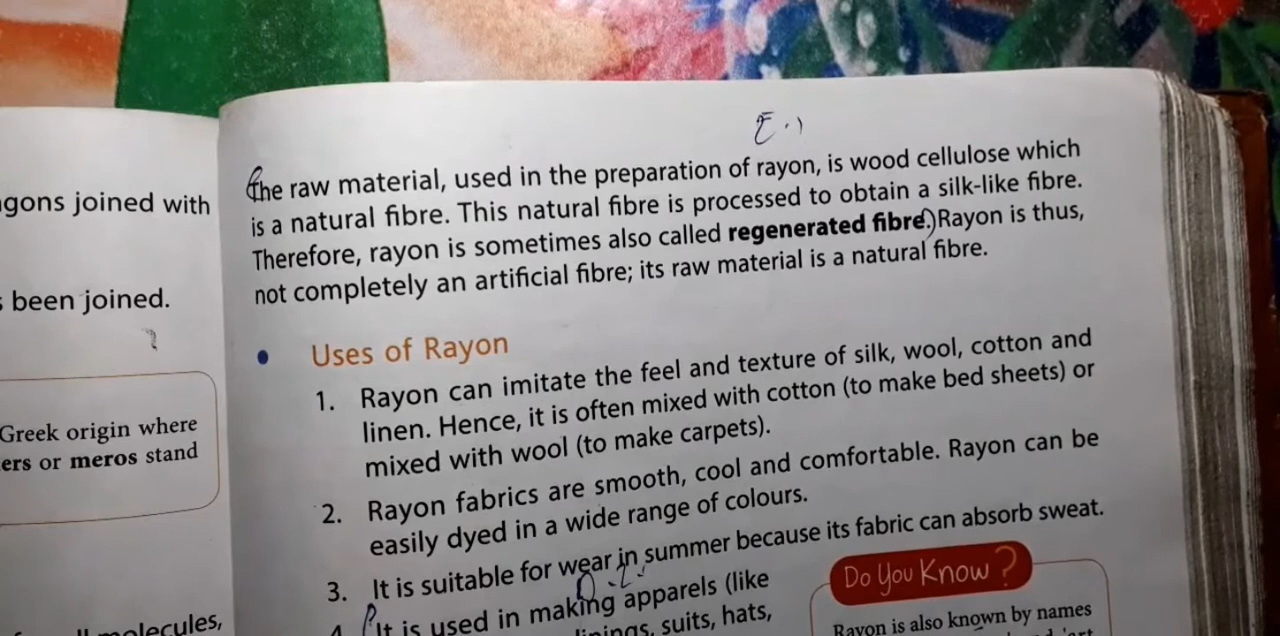 gons joined with
been joined.
Greek origin where
ers or meros stand
molecules,
The raw material, used in the preparation of rayon, is wood cellulose which
is a natural fibre. This natural fibre is processed to obtain a silk-like fibre.
Therefore, rayon is sometimes also called regenerated fibre. Rayon is thus,
not completely an artificial fibre; its raw material is a natural fibre.
• Uses of Rayon
1. Rayon can imitate the feel and texture of silk, wool, cotton and
linen. Hence, it is often mixed with cotton (to make bed sheets) or
mixed with wool (to make carpets).
2. Rayon fabrics are smooth, cool and comfortable. Rayon can be
easily dyed in a wide range of colours.
3. It is suitable for wear in summer because its fabric can absorb sweat.
4. It is used in making apparels (like
linings, suits, hats,
Do You Know?
Rayon is also known by names